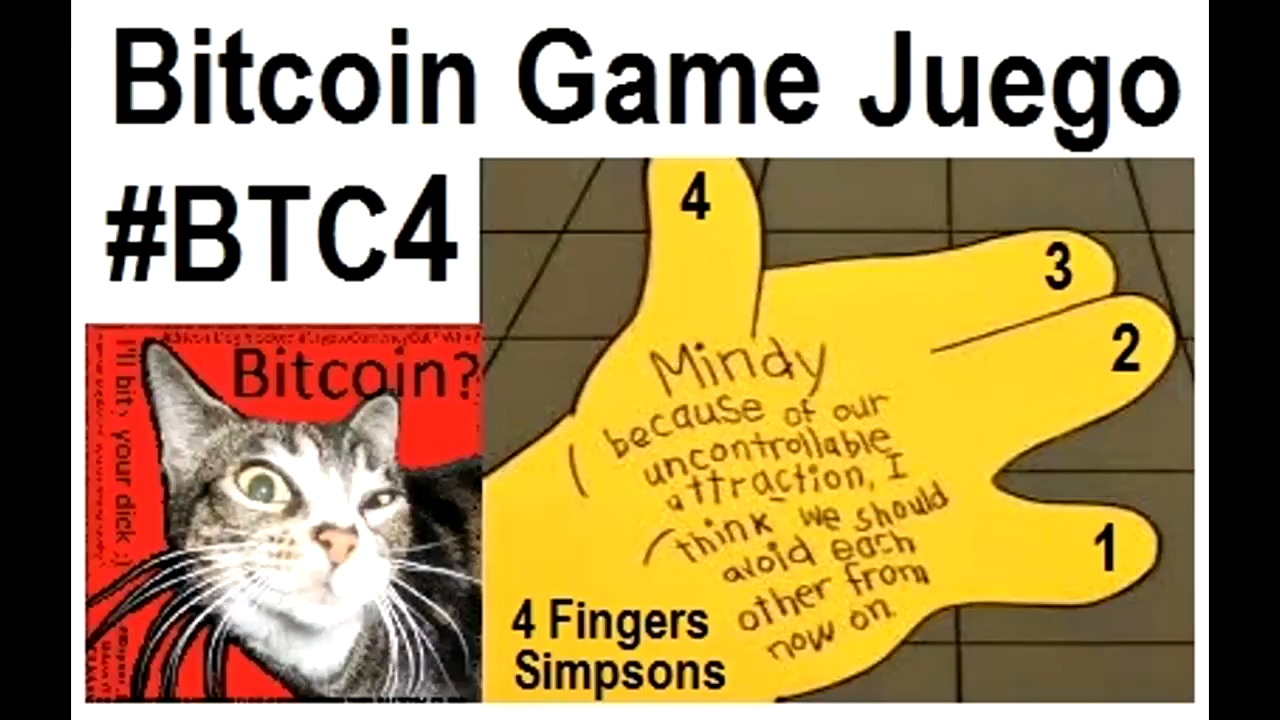 Bitcoin Game Juego
#BTC4
4
3
2
1
Mindy
because of our
uncontrollable
attraction, I
think we should
avoid each
other from
now on
4 Fingers
Simpsons
Bitcoin?
I'll bit, your dick :)